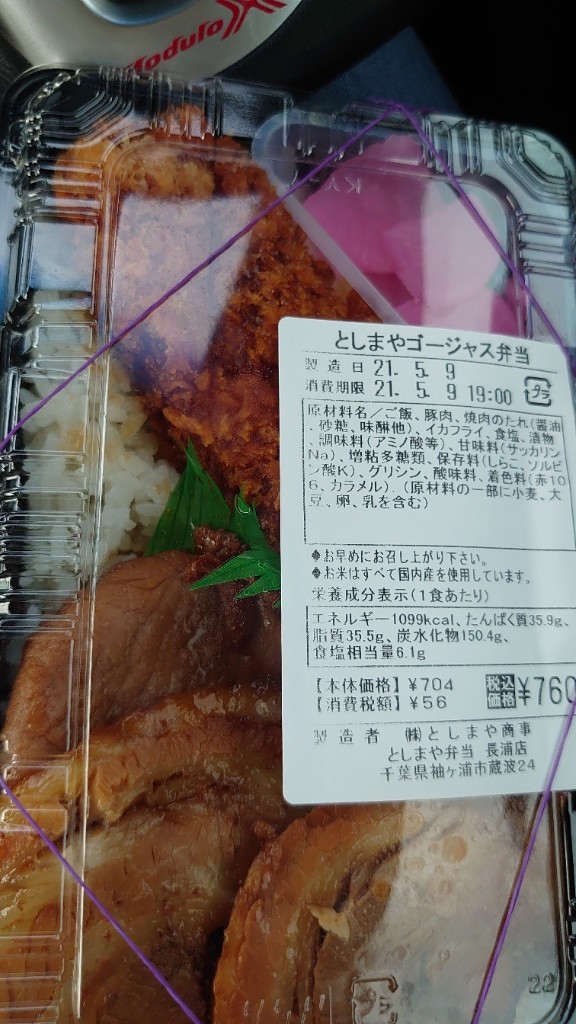 modulo
KY
としまやゴージャス弁当
製造日 21. 5. 9
消費期限 21. 5. 9 19:00 プラ
原材料名／ご飯、豚肉、焼肉のたれ(醤油
、砂糖、味醂他)、イカフライ、食塩、漬物
、調味料(アミノ酸等)、甘味料(サッカリン
Na)、増粘多糖類、保存料(しらこ、ソルビ
ン酸K)、グリシン、酸味料、着色料(赤10
6、カラメル) (原材料の一部に小麦、大
豆、卵、乳を含む)
◆お早めにお召し上がり下さい。
◆お米はすべて国内産を使用しています。
栄養成分表示(1食あたり)
エネルギー1099kcal、たんぱく質35.9g、
脂質35.5g、炭水化物150.4g、
食塩相当量6.1g
【本体価格】¥704 税込価格 ¥760
【消費税額】¥56
製造者 ㈱としまや商事
としまや弁当 長浦店
千葉県袖ヶ浦市蔵波24
プラ
22